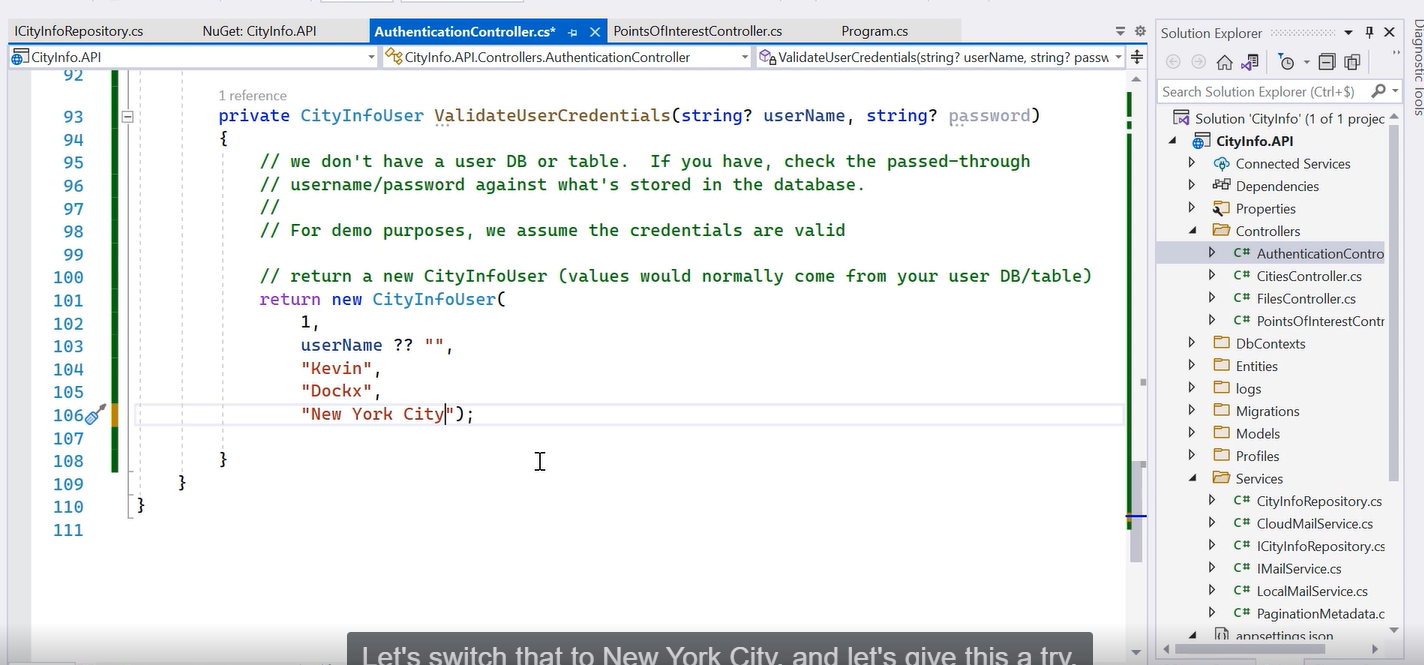 ICityInfoRepository.cs NuGet: CityInfo.API AuthenticationController.cs* PointsOfInterestController.cs Program.cs
CityInfo.API CityInfo.API.Controllers.AuthenticationController ValidateUserCredentials(string? userName, string? passw
92
1 reference
93 private CityInfoUser ValidateUserCredentials(string? userName, string? password)
94 {
95 // we don't have a user DB or table.  If you have, check the passed-through
96 // username/password against what's stored in the database.
97 //
98 // For demo purposes, we assume the credentials are valid
99
100 // return a new CityInfoUser (values would normally come from your user DB/table)
101 return new CityInfoUser(
102 1,
103 userName ?? "",
104 "Kevin",
105 "Dockx",
106 "New York City");
107
108 }
109 }
110 }
111
Solution Explorer
Search Solution Explorer (Ctrl+$)
Solution 'CityInfo' (1 of 1 projec
CityInfo.API
Connected Services
Dependencies
Properties
Controllers
C# AuthenticationContro
C# CitiesController.cs
C# FilesController.cs
C# PointsOfInterestContr
DbContexts
Entities
logs
Migrations
Models
Profiles
Services
C# CityInfoRepository.cs
C# CloudMailService.cs
C# ICityInfoRepository.cs
C# IMailService.cs
C# LocalMailService.cs
C# PaginationMetadata.c
appsettings.json
Diagnostic Tools
Let's switch that to New York City, and let's give this a try.